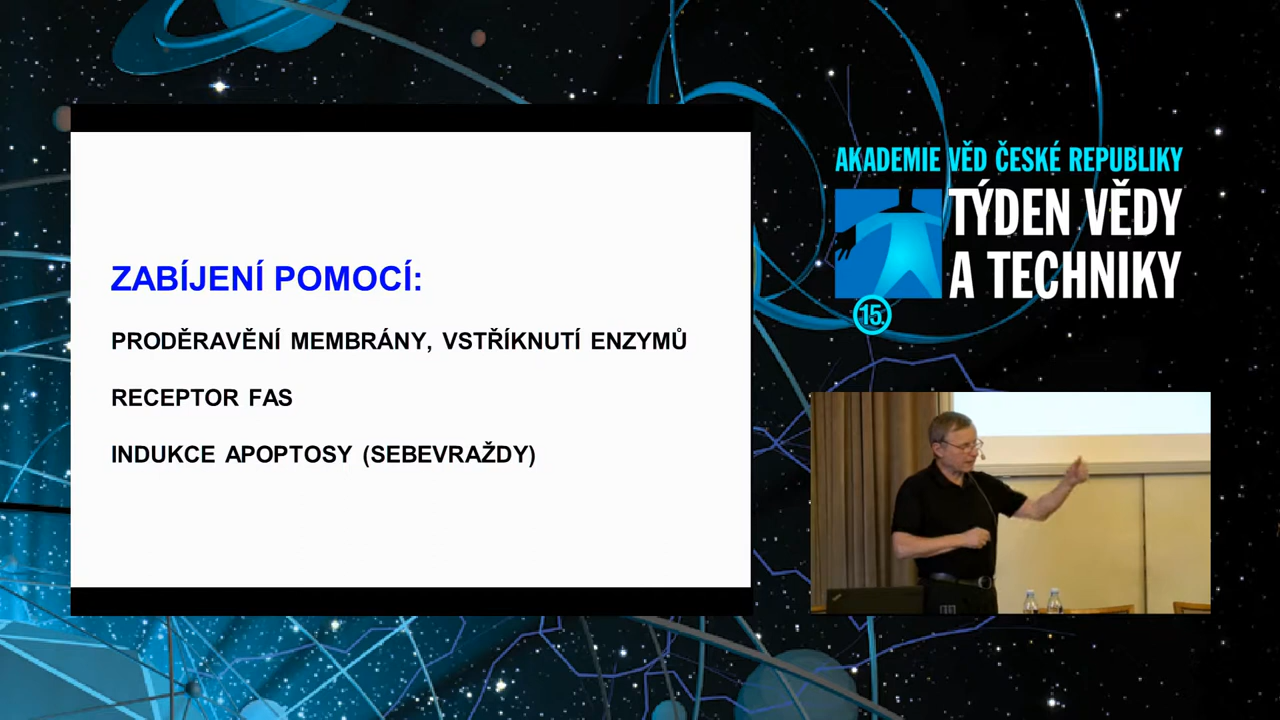 ZABÍJENÍ POMOCÍ:
PRODĚRAVĚNÍ MEMBRÁNY, VSTŘÍKNUTÍ ENZYMŮ
RECEPTOR FAS
INDUKCE APOPTOSY (SEBEVRAŽDY)
AKADEMIE VĚD ČESKÉ REPUBLIKY
TÝDEN VĚDY
A TECHNIKY
15.